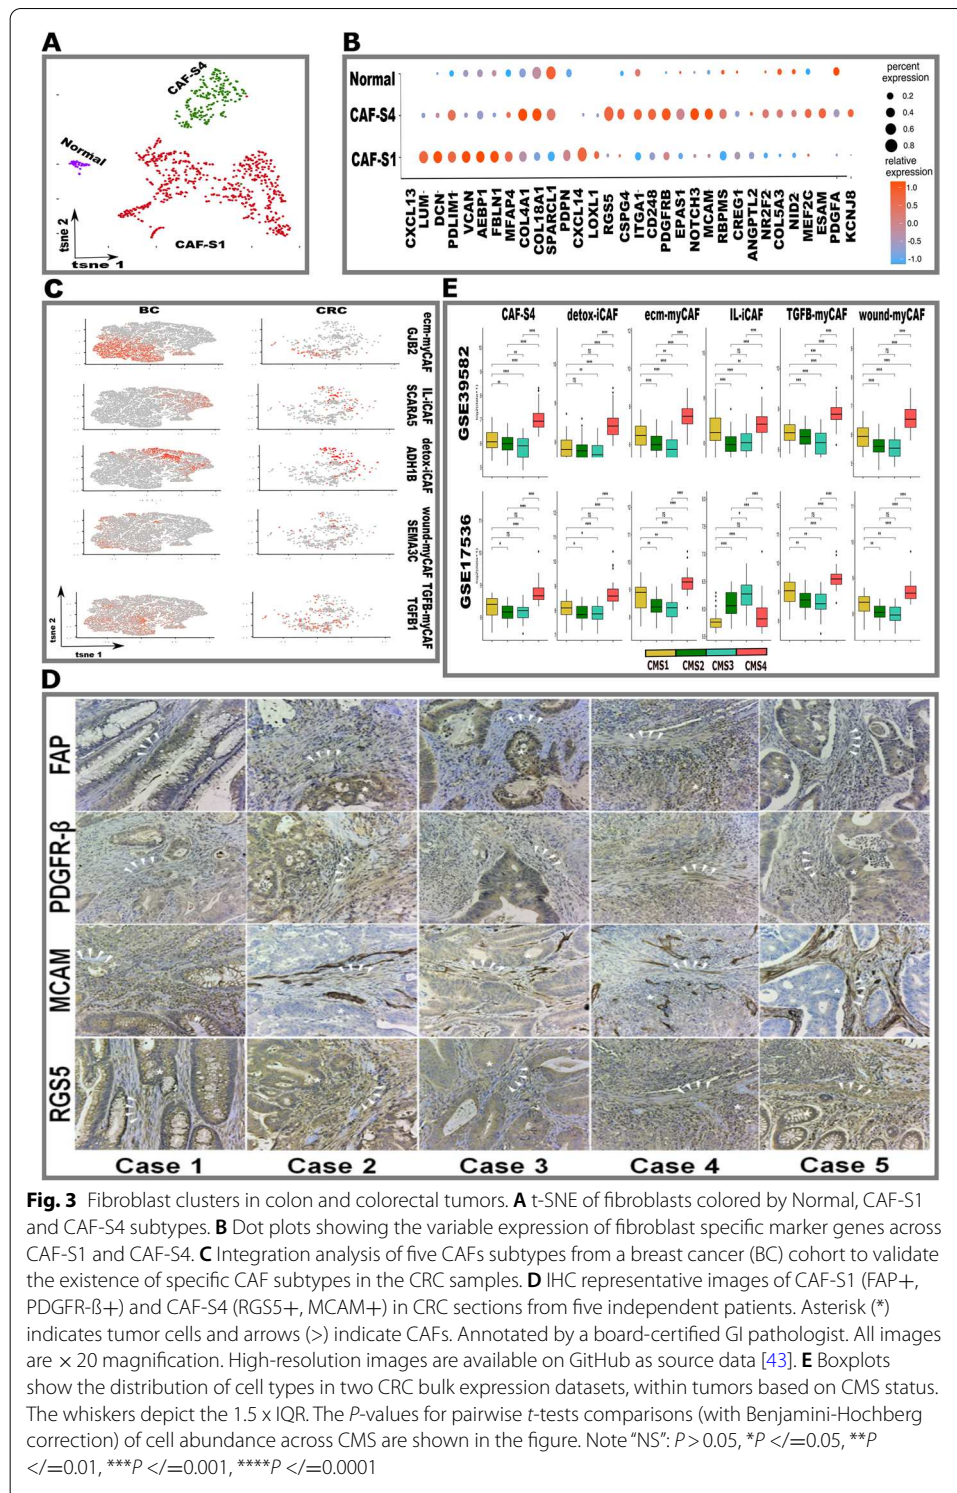 A
CAF-S4
Normal
CAF-S1
tsne 2
tsne 1
B
Normal
CAF-S4
CAF-S1
CXCL13
LUM
DCN
PDLIM1
VCAN
AEBP1
FBLN1
MFAP4
COL4A1
COL18A1
SPARCL1
PDPN
CXCL14
LOXL1
RGS5
CSPG4
ITGA1
CD248
PDGFRB
EPAS1
NOTCH3
MCAM
RBPMS
CREG1
ANGPTL2
NR2F2
COL5A3
NID2
MEF2C
ESAM
PDGFA
KCNJ8
percent
expression
0.2
0.4
0.6
0.8
relative
expression
1.0
0.5
0.0
-0.5
-1.0
C
BC
CRC
ecm-myCAF
GJB2
IL-iCAF
SCARA5
detox-iCAF
ADH1B
wound-myCAF
SEMA3C
TGFB-myCAF
TGFB1
tsne 2
tsne 1
E
CAF-S4
detox-iCAF
ecm-myCAF
IL-iCAF
TGFB-myCAF
wound-myCAF
GSE39582
GSE17536
CMS1
CMS2
CMS3
CMS4
D
FAP
PDGFR-β
MCAM
RGS5
Case 1
Case 2
Case 3
Case 4
Case 5
Fig. 3 Fibroblast clusters in colon and colorectal tumors. A t-SNE of fibroblasts colored by Normal, CAF-S1
and CAF-S4 subtypes. B Dot plots showing the variable expression of fibroblast specific marker genes across
CAF-S1 and CAF-S4. C Integration analysis of five CAFs subtypes from a breast cancer (BC) cohort to validate
the existence of specific CAF subtypes in the CRC samples. D IHC representative images of CAF-S1 (FAP+,
PDGFR-ß+) and CAF-S4 (RGS5+, MCAM+) in CRC sections from five independent patients. Asterisk (*)
indicates tumor cells and arrows (>) indicate CAFs. Annotated by a board-certified GI pathologist. All images
are × 20 magnification. High-resolution images are available on GitHub as source data [43]. E Boxplots
show the distribution of cell types in two CRC bulk expression datasets, within tumors based on CMS status.
The whiskers depict the 1.5 x IQR. The P-values for pairwise t-tests comparisons (with Benjamini-Hochberg
correction) of cell abundance across CMS are shown in the figure. Note "NS": P > 0.05, *P </=0.05, **P
</=0.01, ***P </=0.001, ****P </=0.0001